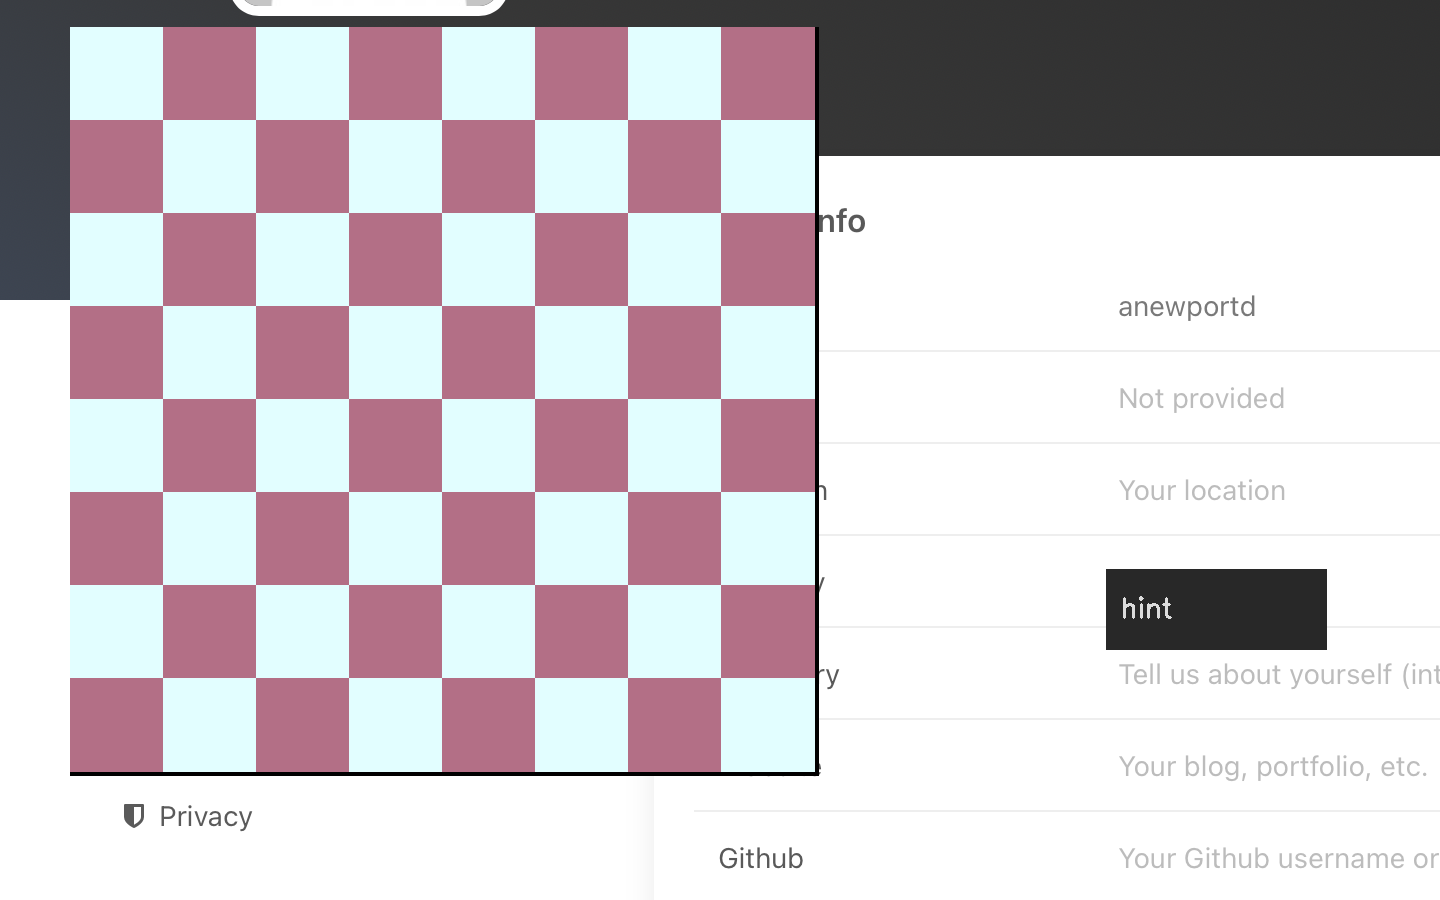 nfo
anewportd
Not provided
Your location
hint
ry
Tell us about yourself (int
Your blog, portfolio, etc.
Privacy
Github
Your Github username or